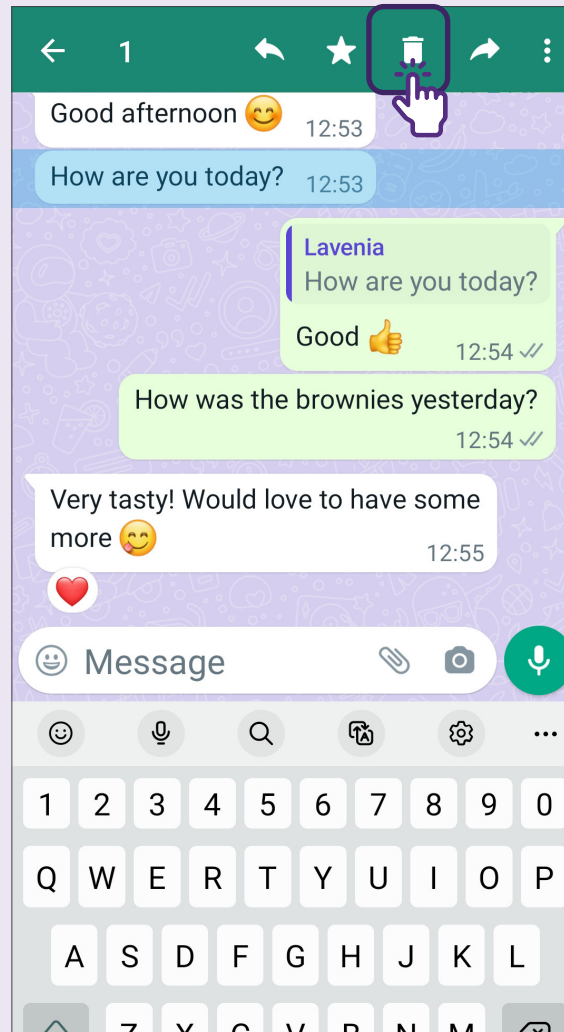 1
Good afternoon 😊 12:53
How are you today? 12:53
Lavenia
How are you today?
Good 👍 12:54
How was the brownies yesterday?
12:54
Very tasty! Would love to have some
more 😋 12:55
❤️
Message
1 2 3 4 5 6 7 8 9 0
Q W E R T Y U I O P
A S D F G H J K L
Z X C V B N M